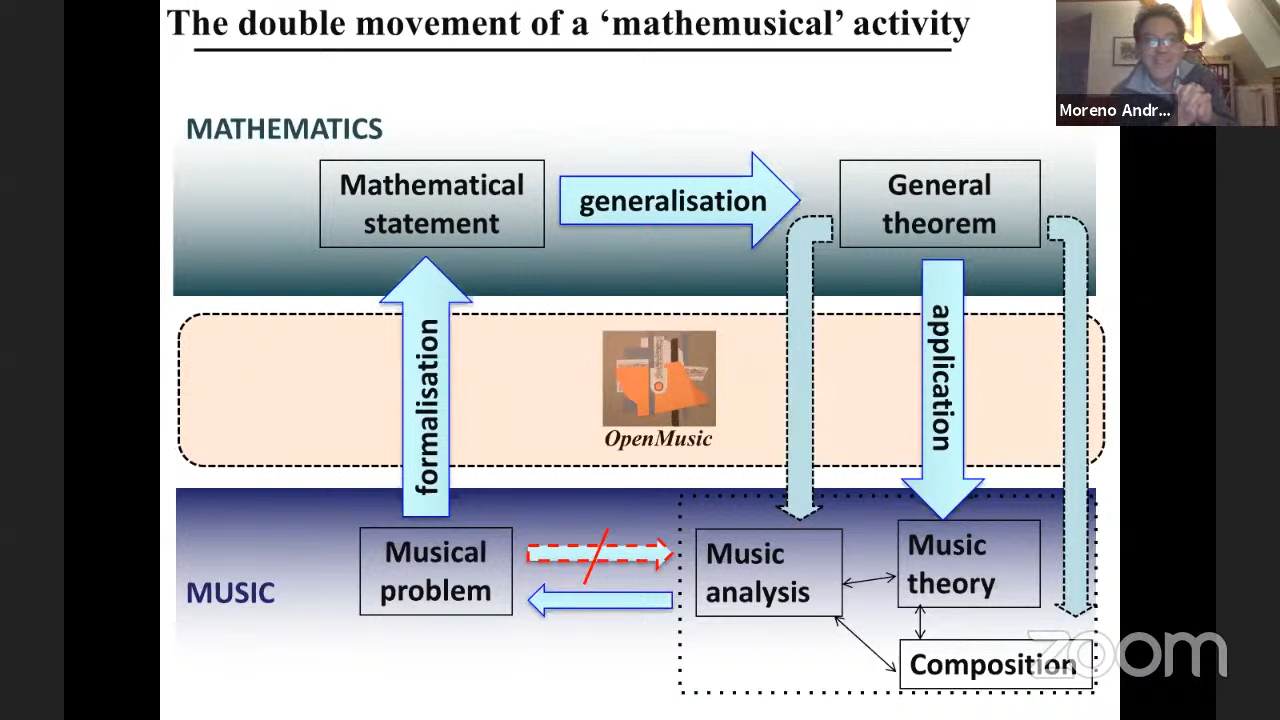 The double movement of a ‘mathemusical’ activity
Moreno Andr...
MATHEMATICS
Mathematical
statement
generalisation
General
theorem
formalisation
application
OpenMusic
MUSIC
Musical
problem
Music
analysis
Music
theory
Composition
zoom